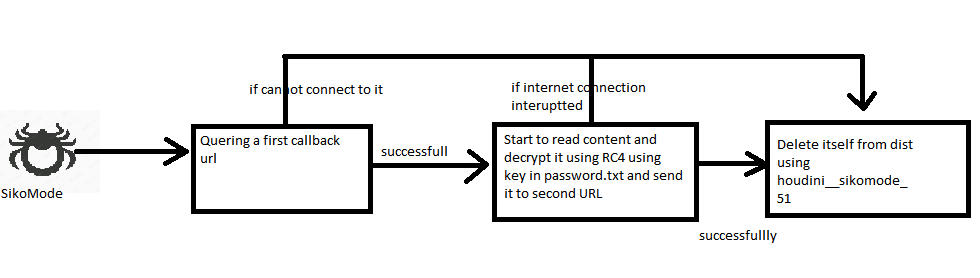 if cannot connect to it
if internet connection
interuptted
Quering a first callback
url
successfull
Start to read content and
decrypt it using RC4 using
key in password.txt and send
it to second URL
Delete itself from dist
using
houdini__sikomode_
51
SikoMode
successfullly